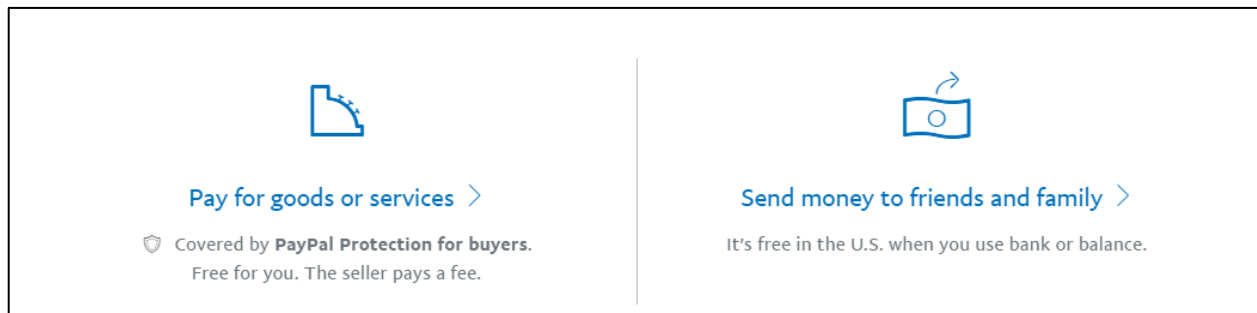 Pay for goods or services
Covered by PayPal Protection for buyers.
Free for you. The seller pays a fee.
Send money to friends and family
It's free in the U.S. when you use bank or balance.